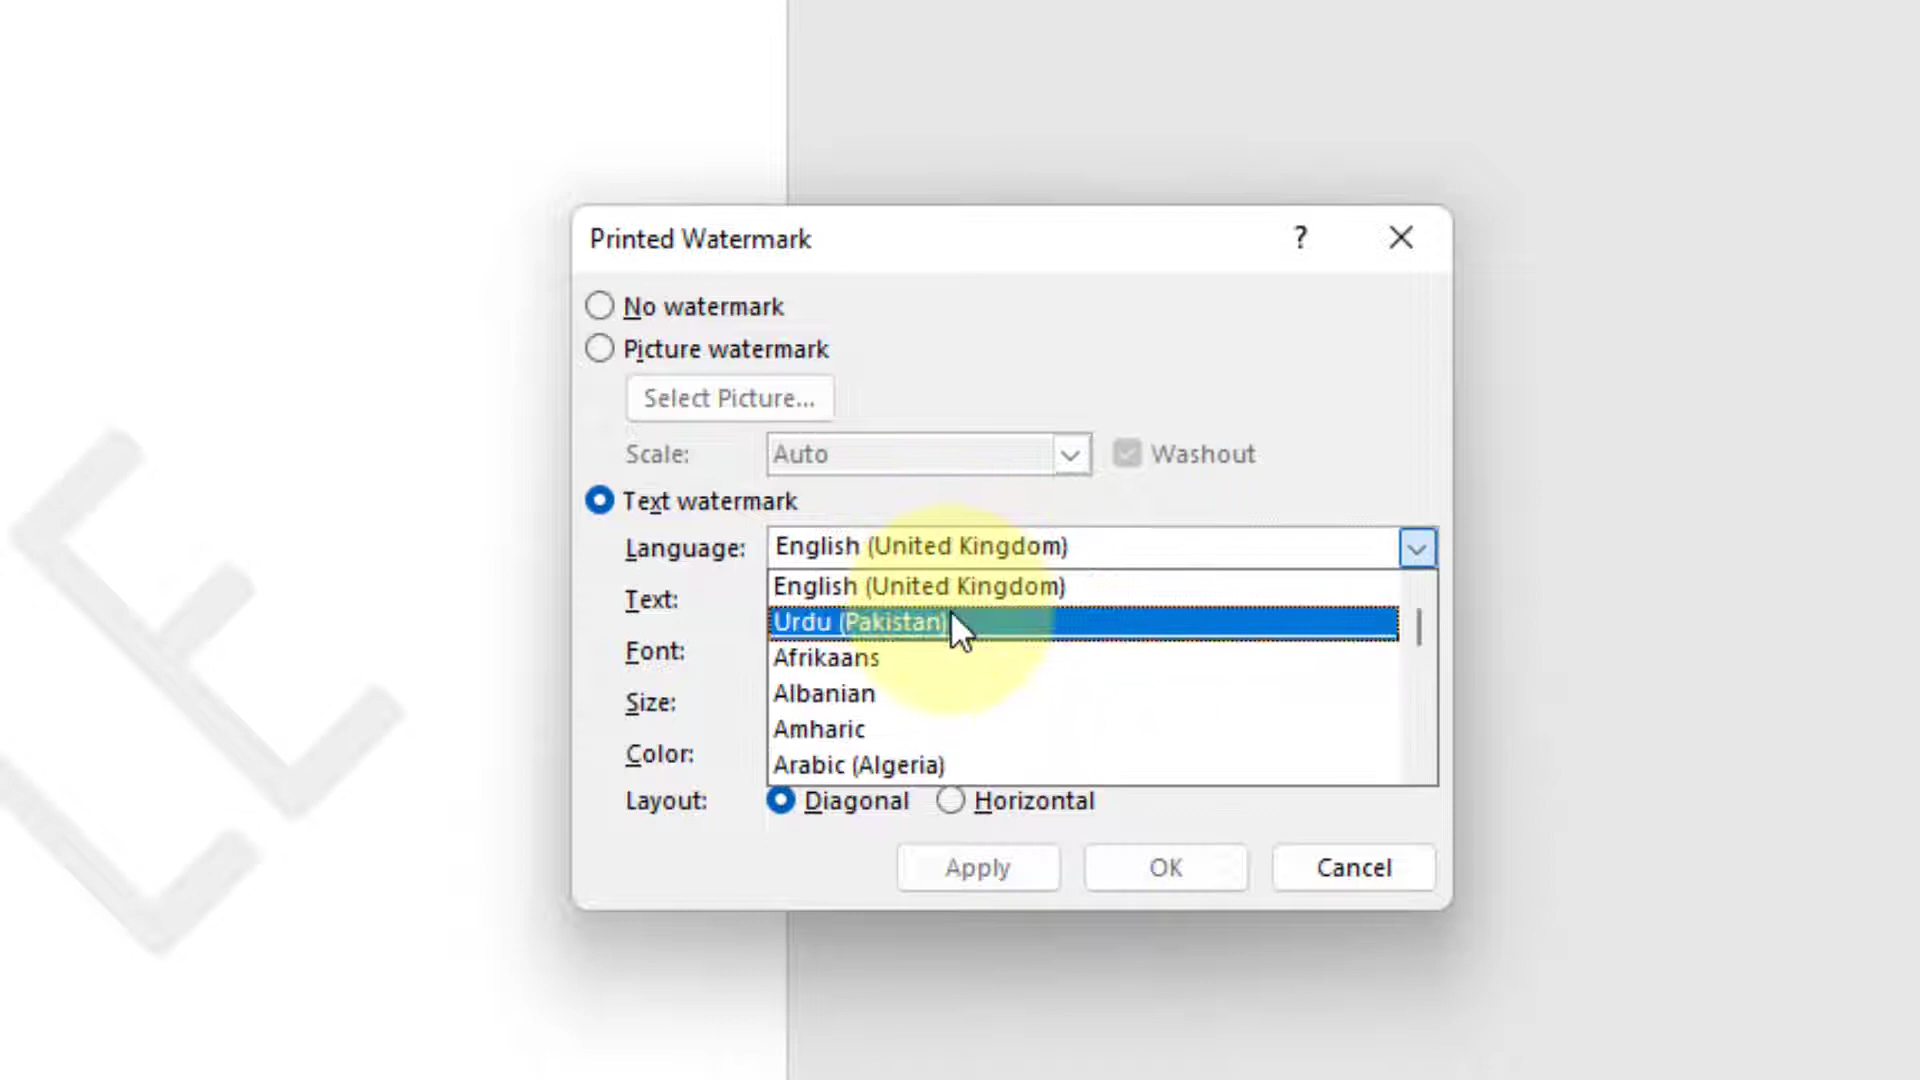 Printed Watermark ?
No watermark
Picture watermark
Select Picture...
Scale: Auto Washout
Text watermark
Language: English (United Kingdom)
English (United Kingdom)
Text: Urdu (Pakistan)
Afrikaans
Font:
Albanian
Size:
Amharic
Color:
Arabic (Algeria)
Layout: Diagonal Horizontal
Apply OK Cancel
LE